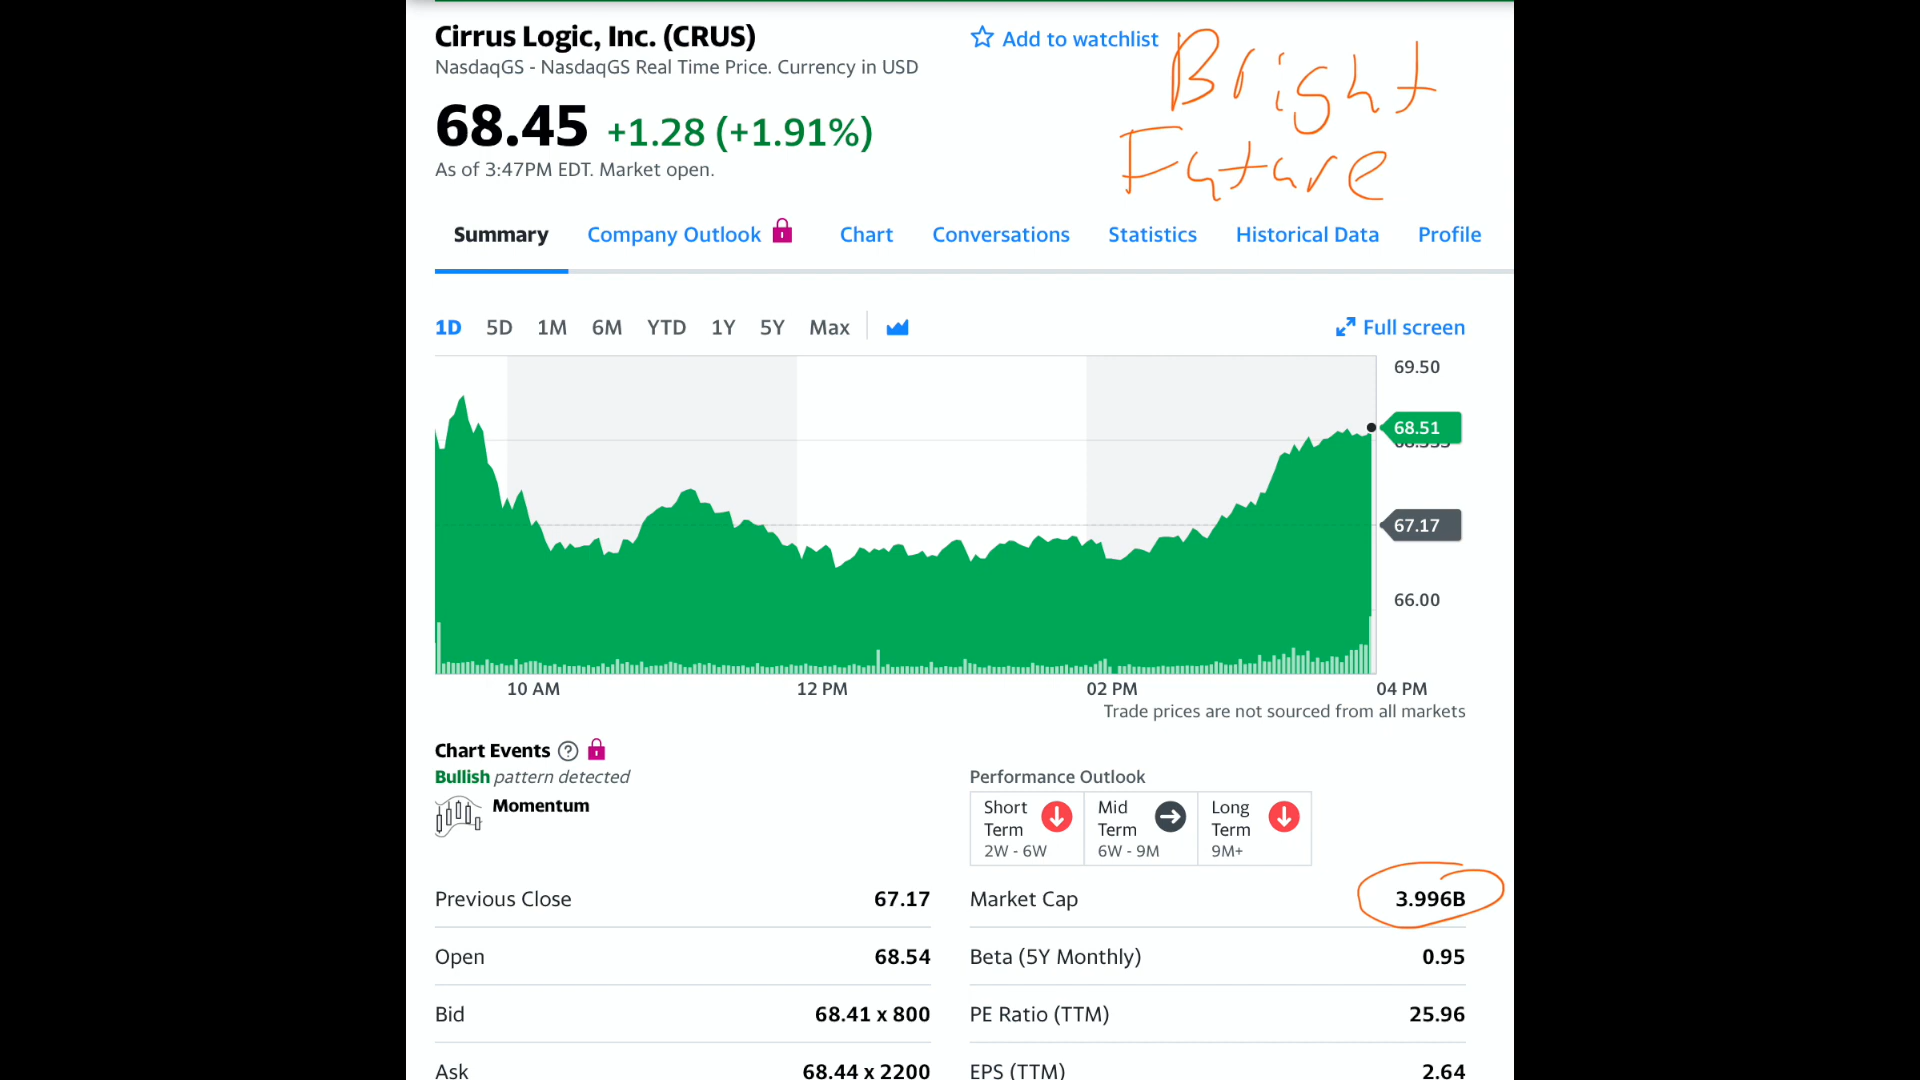 Cirrus Logic, Inc. (CRUS)
Add to watchlist
Bright
Future
NasdaqGS - NasdaqGS Real Time Price. Currency in USD
68.45 +1.28 (+1.91%)
As of 3:47PM EDT. Market open.
Summary Company Outlook Chart Conversations Statistics Historical Data Profile
1D 5D 1M 6M YTD 1Y 5Y Max Full screen
69.50
68.51
67.17
66.00
10 AM 12 PM 02 PM 04 PM
Trade prices are not sourced from all markets
Chart Events ?
Bullish pattern detected
Momentum
Performance Outlook
Short Term 2W - 6W
Mid Term 6W - 9M
Long Term 9M+
Previous Close 67.17
Market Cap 3.996B
Open 68.54
Beta (5Y Monthly) 0.95
Bid 68.41 x 800
PE Ratio (TTM) 25.96
Ask 68.44 x 2200
EPS (TTM) 2.64